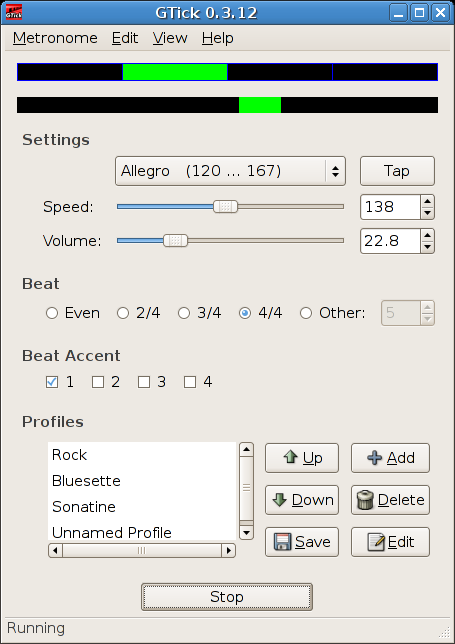 GTick 0.3.12
Metronome Edit View Help
Settings
Allegro (120 ... 167) Tap
Speed: 138
Volume: 22.8
Beat
Even 2/4 3/4 4/4 Other: 5
Beat Accent
1 2 3 4
Profiles
Rock
Bluesette
Sonatine
Unnamed Profile
Up Add
Down Delete
Save Edit
Stop
Running